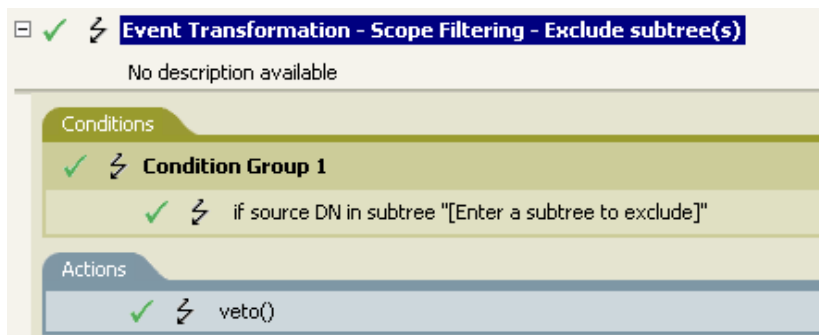 Event Transformation - Scope Filtering - Exclude subtree(s)
No description available
Conditions
Condition Group 1
if source DN in subtree "[Enter a subtree to exclude]"
Actions
veto()